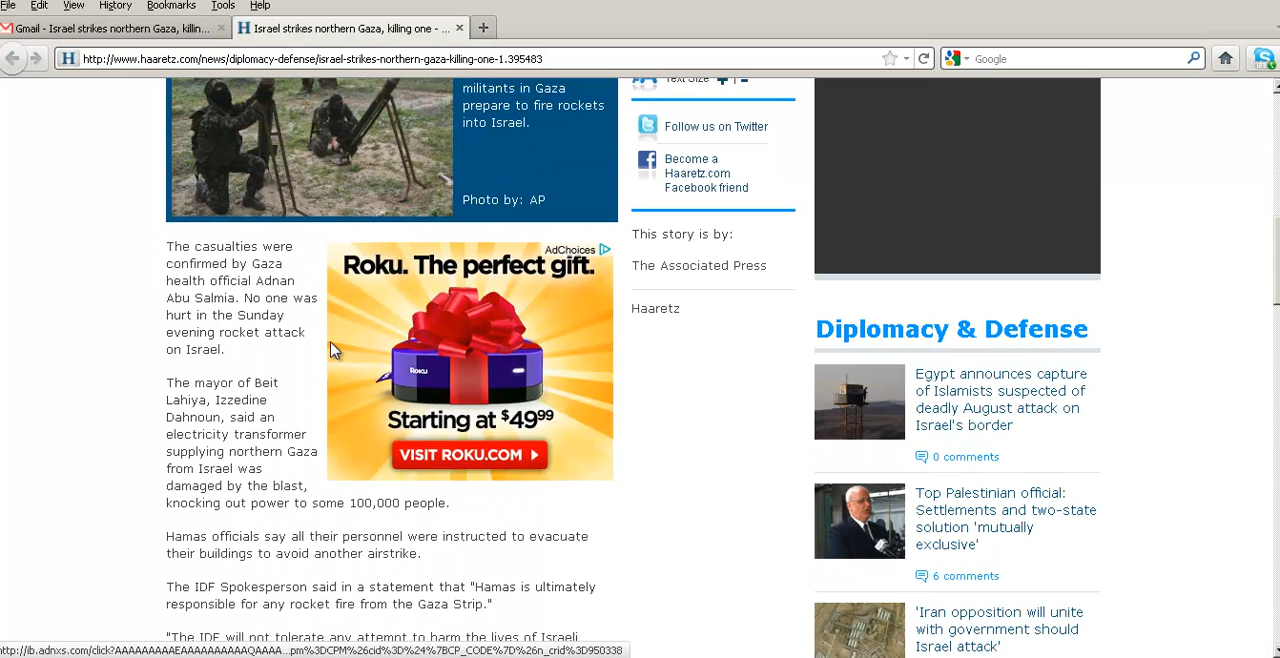 File Edit View History Bookmarks Tools Help
Gmail - Israel strikes northern Gaza, killin...
Israel strikes northern Gaza, killing one - ...
http://www.haaretz.com/news/diplomacy-defense/israel-strikes-northern-gaza-killing-one-1.395483
Google
militants in Gaza
prepare to fire rockets
into Israel.
Photo by: AP
Text Size + | -
Follow us on Twitter
Become a
Haaretz.com
Facebook friend
This story is by:
The Associated Press
Haaretz
The casualties were
confirmed by Gaza
health official Adnan
Abu Salmia. No one was
hurt in the Sunday
evening rocket attack
on Israel.
The mayor of Beit
Lahiya, Izzedine
Dahnoun, said an
electricity transformer
supplying northern Gaza
from Israel was
damaged by the blast,
knocking out power to some 100,000 people.
Hamas officials say all their personnel were instructed to evacuate
their buildings to avoid another airstrike.
The IDF Spokesperson said in a statement that "Hamas is ultimately
responsible for any rocket fire from the Gaza Strip."
"The IDF will not tolerate any attempt to harm the lives of Israeli
AdChoices
Roku. The perfect gift.
Roku
Starting at $49⁹⁹
VISIT ROKU.COM
Diplomacy & Defense
Egypt announces capture
of Islamists suspected of
deadly August attack on
Israel's border
0 comments
Top Palestinian official:
Settlements and two-state
solution 'mutually
exclusive'
6 comments
'Iran opposition will unite
with government should
Israel attack'
http://ib.adnxs.com/click?AAAAAAAAAEAAAAAAAAAAQAAAA...pm%3DCPM%26cid%3D%24%7BCP_CODE%7D%26n_crid%3D950338